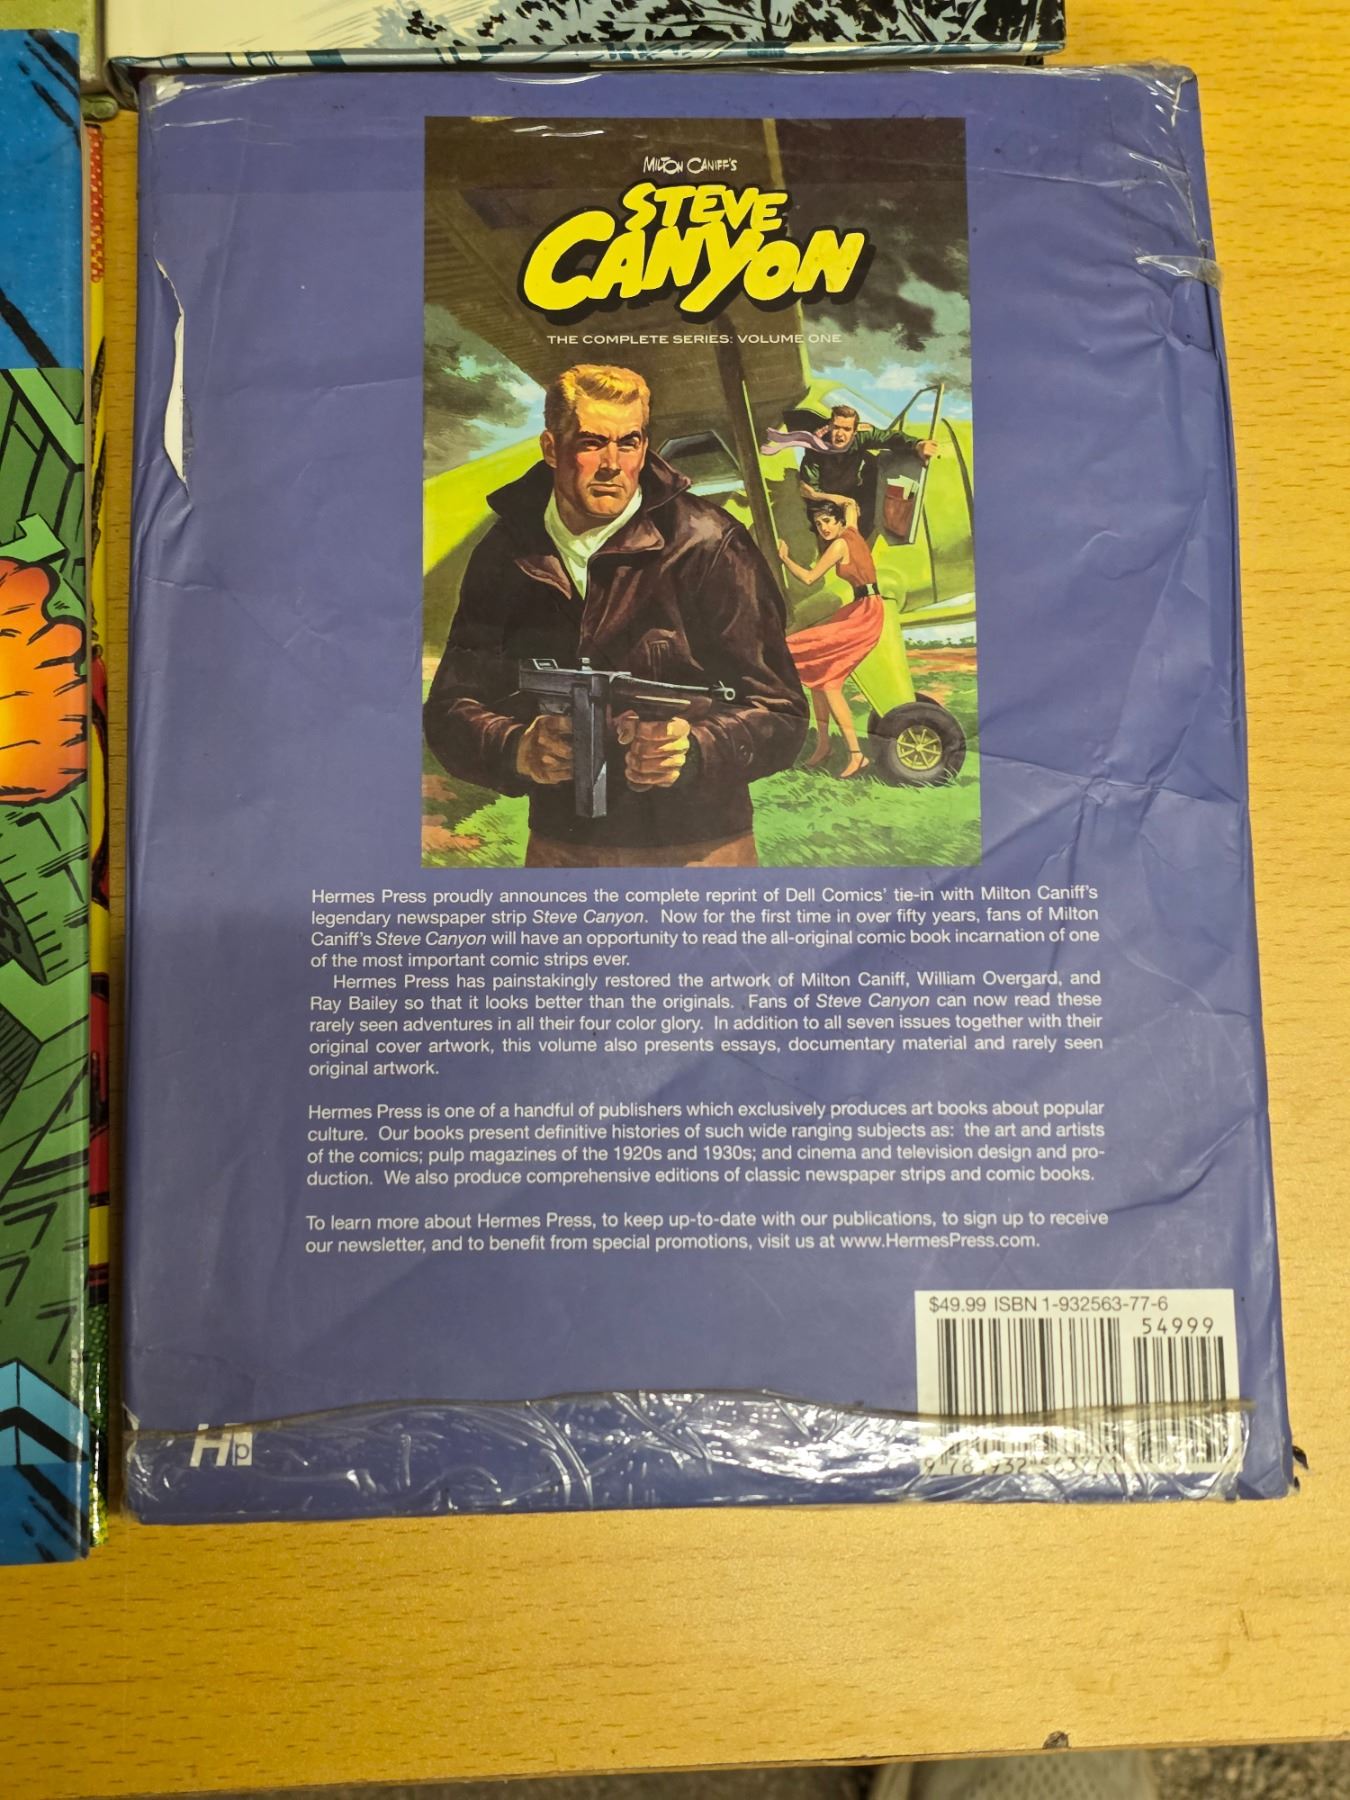 MILTON CANIFF'S
STEVE
CANYON
THE COMPLETE SERIES: VOLUME ONE
Hermes Press proudly announces the complete reprint of Dell Comics' tie-in with Milton Caniff's
legendary newspaper strip Steve Canyon. Now for the first time in over fifty years, fans of Milton
Caniff's Steve Canyon will have an opportunity to read the all-original comic book incarnation of one
of the most important comic strips ever.
Hermes Press has painstakingly restored the artwork of Milton Caniff, William Overgard, and
Ray Bailey so that it looks better than the originals. Fans of Steve Canyon can now read these
rarely seen adventures in all their four color glory. In addition to all seven issues together with their
original cover artwork, this volume also presents essays, documentary material and rarely seen
original artwork.
Hermes Press is one of a handful of publishers which exclusively produces art books about popular
culture. Our books present definitive histories of such wide ranging subjects as: the art and artists
of the comics; pulp magazines of the 1920s and 1930s; and cinema and television design and pro-
duction. We also produce comprehensive editions of classic newspaper strips and comic books.
To learn more about Hermes Press, to keep up-to-date with our publications, to sign up to receive
our newsletter, and to benefit from special promotions, visit us at www.HermesPress.com.
$49.99 ISBN 1-932563-77-6
54999
Hp